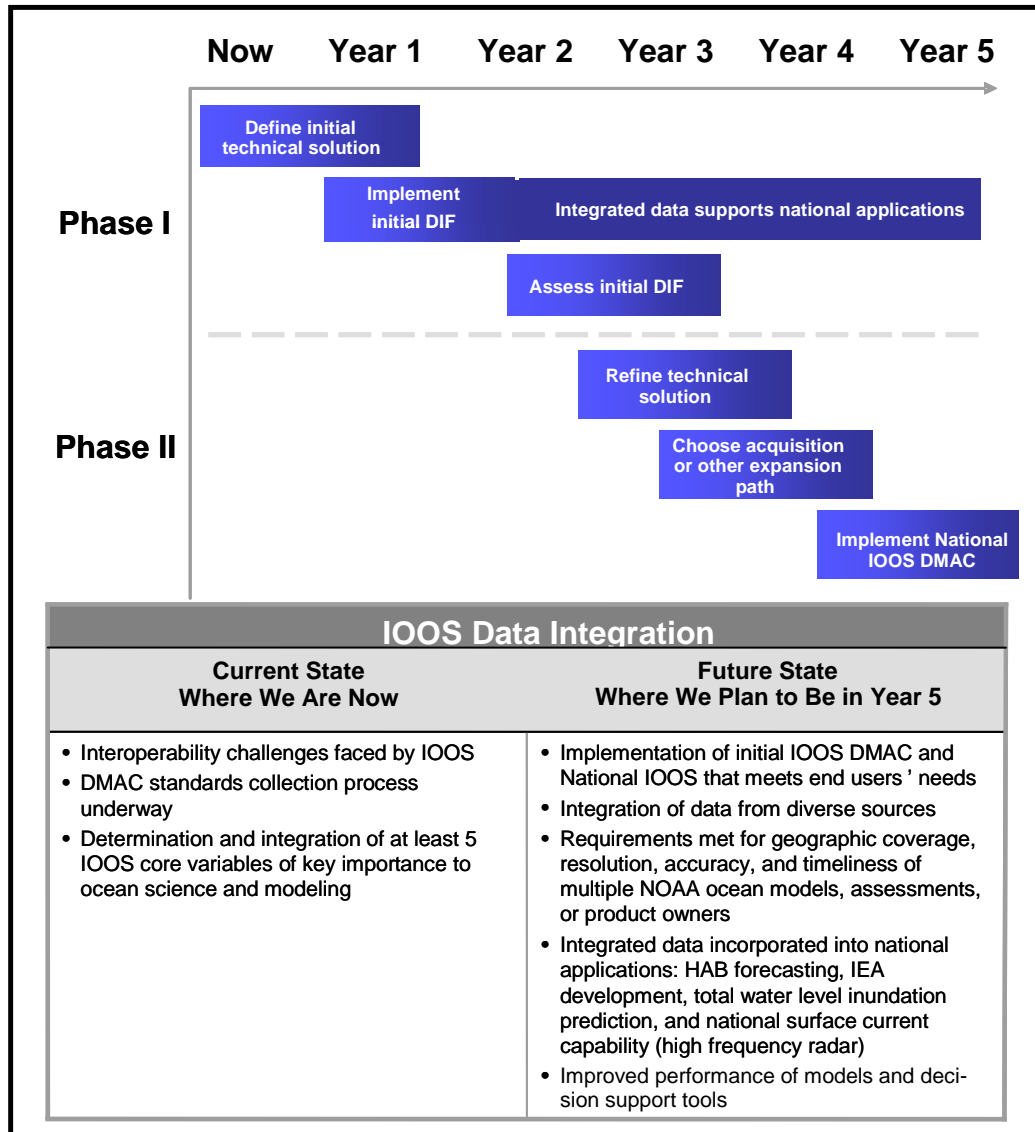 Now Year 1 Year 2 Year 3 Year 4 Year 5
Define initial
technical solution
Phase I
Implement
initial DIF
Integrated data supports national applications
Assess initial DIF
Phase II
Refine technical
solution
Choose acquisition
or other expansion
path
Implement National
IOOS DMAC
IOOS Data Integration
Current State
Where We Are Now
• Interoperability challenges faced by IOOS
• DMAC standards collection process
underway
• Determination and integration of at least 5
IOOS core variables of key importance to
ocean science and modeling
Future State
Where We Plan to Be in Year 5
• Implementation of initial IOOS DMAC and
National IOOS that meets end users ’ needs
• Integration of data from diverse sources
• Requirements met for geographic coverage,
resolution, accuracy, and timeliness of
multiple NOAA ocean models, assessments,
or product owners
• Integrated data incorporated into national
applications: HAB forecasting, IEA
development, total water level inundation
prediction, and national surface current
capability (high frequency radar)
• Improved performance of models and deci-
sion support tools